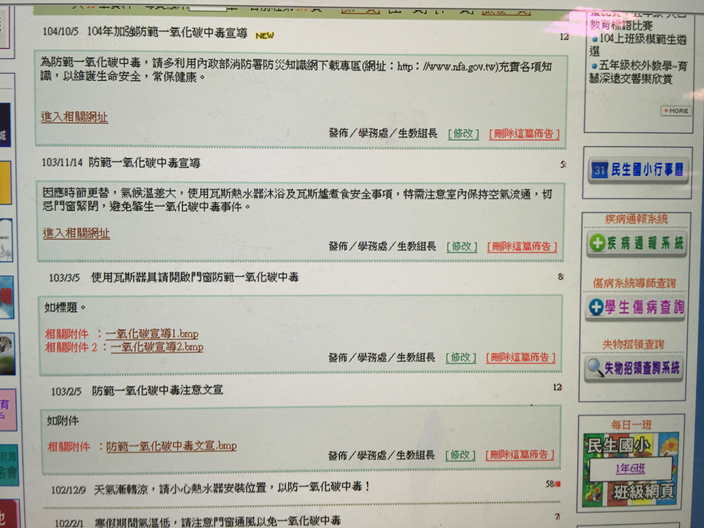 104/10/5 104年加強防範一氧化碳中毒宣導 NEW 12
為防範一氧化碳中毒，請多利用內政部消防署防災知識網下載專區(網址：http：//www.nfa.gov.tw)充實各項知
識，以維護生命安全，常保健康。
進入相關網址
發佈／學務處／生教組長 [修改] [刪除這篇佈告]
103/11/14 防範一氧化碳中毒宣導 5
因應時節更替，氣候溫差大，使用瓦斯熱水器沐浴及瓦斯爐煮食安全事項，特需注意室內保持空氣流通，切
忌門窗緊閉，避免肇生一氧化碳中毒事件。
進入相關網址
發佈／學務處／生教組長 [修改] [刪除這篇佈告]
103/3/5 使用瓦斯器具請開啟門窗防範一氧化碳中毒 8
如標題。
相關附件 ：一氧化碳宣導1.bmp
相關附件 2 ：一氧化碳宣導2.bmp
發佈／學務處／生教組長 [修改] [刪除這篇佈告]
103/2/5 防範一氧化碳中毒注意文宣 12
如附件
相關附件 ：防範一氧化碳中毒文宣.bmp
發佈／學務處／生教組長 [修改] [刪除這篇佈告]
102/12/9 天氣漸轉涼，請小心熱水器安裝位置，以防一氧化碳中毒！ 58
102/2/1 寒假期間氣溫低，請注意門窗通風以免一氧化碳中毒 7
教育標語比賽
104上班級模範生遴
選
五年級校外教學~育
藝深遠交響樂欣賞
MORE
31 民生國小行事曆
疾病通報系統
疾病通報系統
傷病系統導師查詢
學生傷病查詢
失物招領查詢
失物招領查詢系統
每日一班
民生國小
1年6班
班級網頁